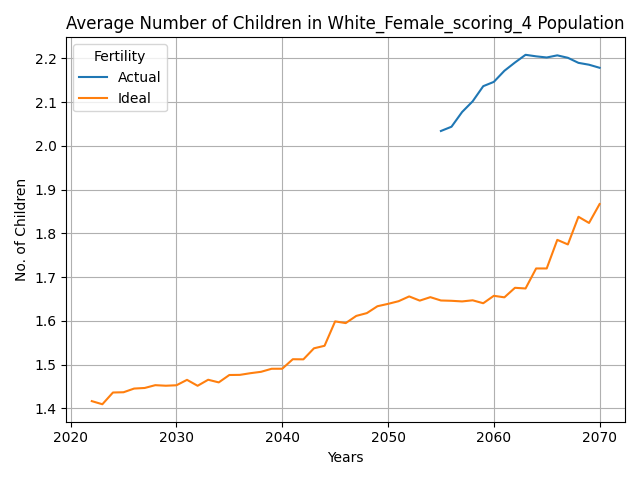 Average Number of Children in White_Female_scoring_4 Population
Fertility
Actual
Ideal
No. of Children
2.2
2.1
2.0
1.9
1.8
1.7
1.6
1.5
1.4
2020 2030 2040 2050 2060 2070
Years